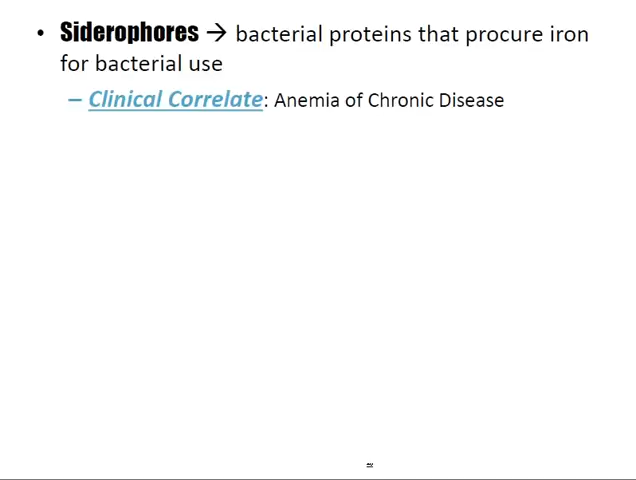 • Siderophores → bacterial proteins that procure iron
for bacterial use
– Clinical Correlate: Anemia of Chronic Disease